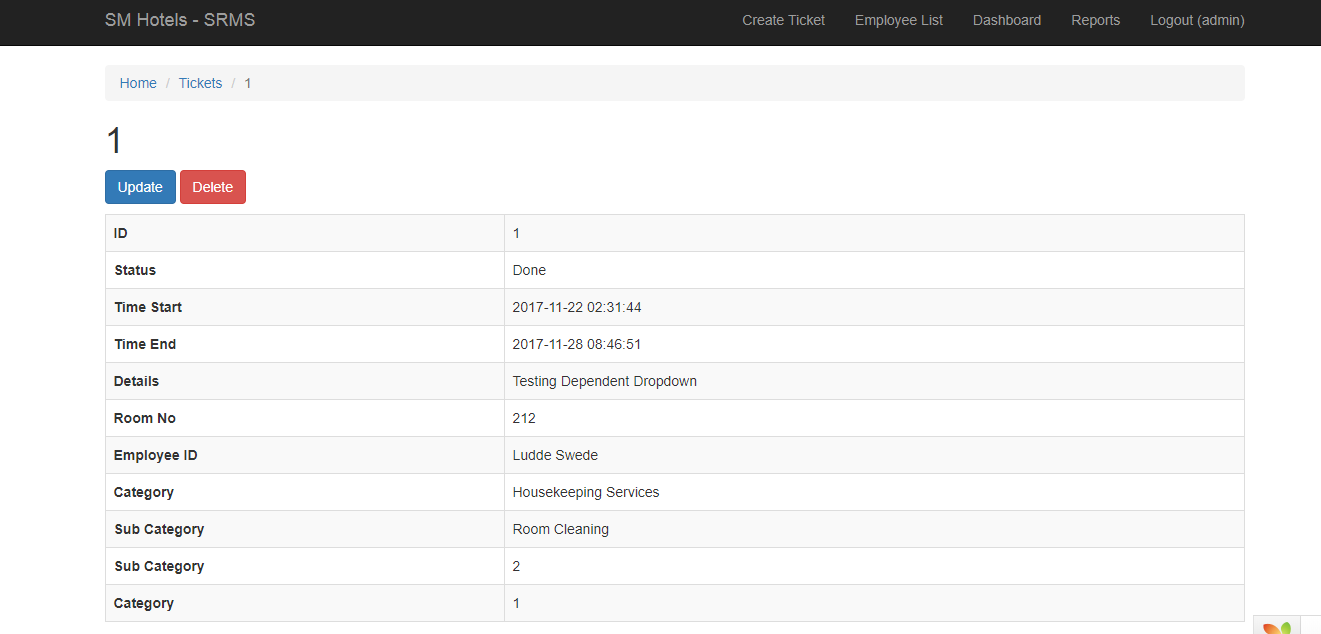 SM Hotels - SRMS Create Ticket Employee List Dashboard Reports Logout (admin)
Home / Tickets / 1
1
Update Delete
ID 1
Status Done
Time Start 2017-11-22 02:31:44
Time End 2017-11-28 08:46:51
Details Testing Dependent Dropdown
Room No 212
Employee ID Ludde Swede
Category Housekeeping Services
Sub Category Room Cleaning
Sub Category 2
Category 1